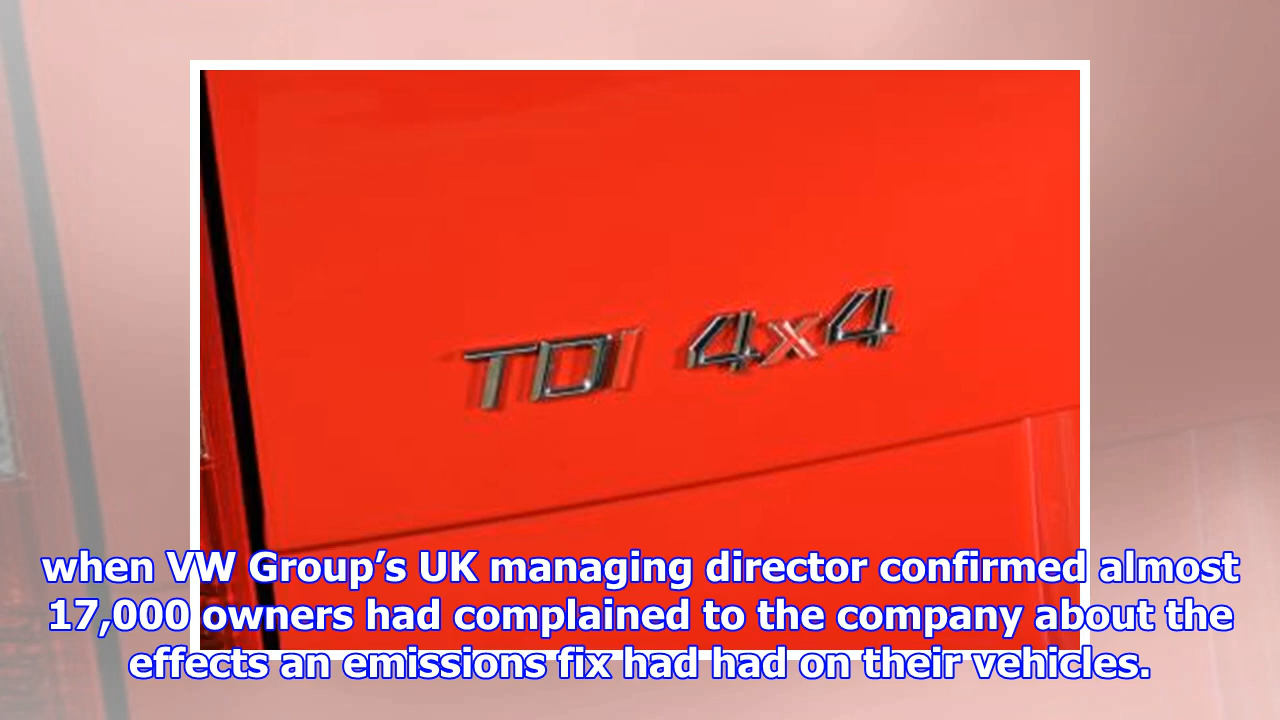 TDI 4x4
when VW Group’s UK managing director confirmed almost
17,000 owners had complained to the company about the
effects an emissions fix had had on their vehicles.